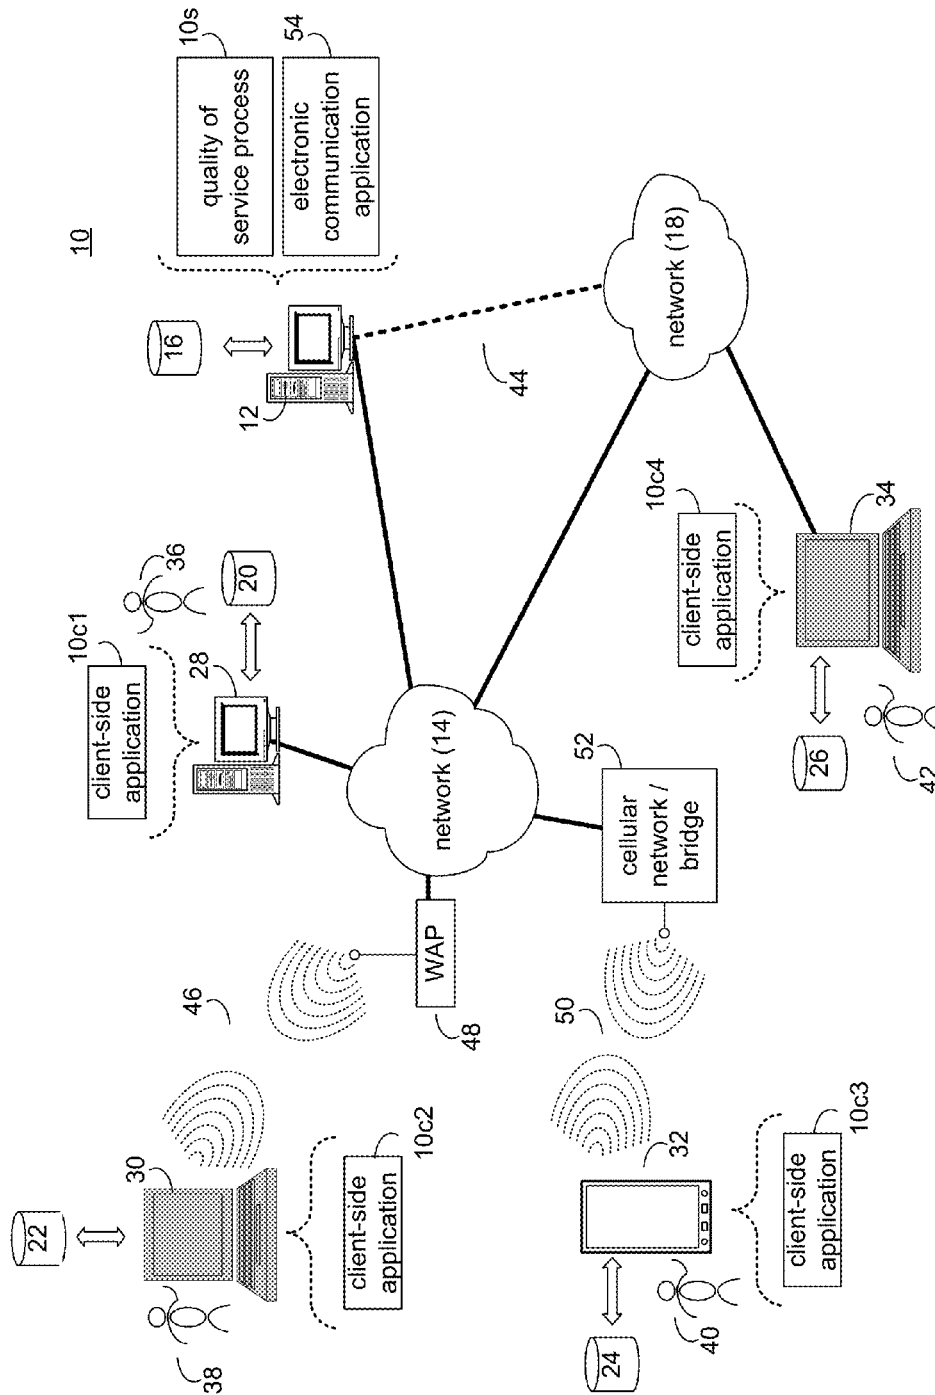 10
22
30
38
client-side
application
10c2
46
WAP
48
client-side
application
10c1
28
36
20
16
12
quality of
service process
10s
electronic
communication
application
54
network (14)
44
network (18)
50
cellular
network /
bridge
52
24
32
40
client-side
application
10c3
client-side
application
10c4
34
26
42